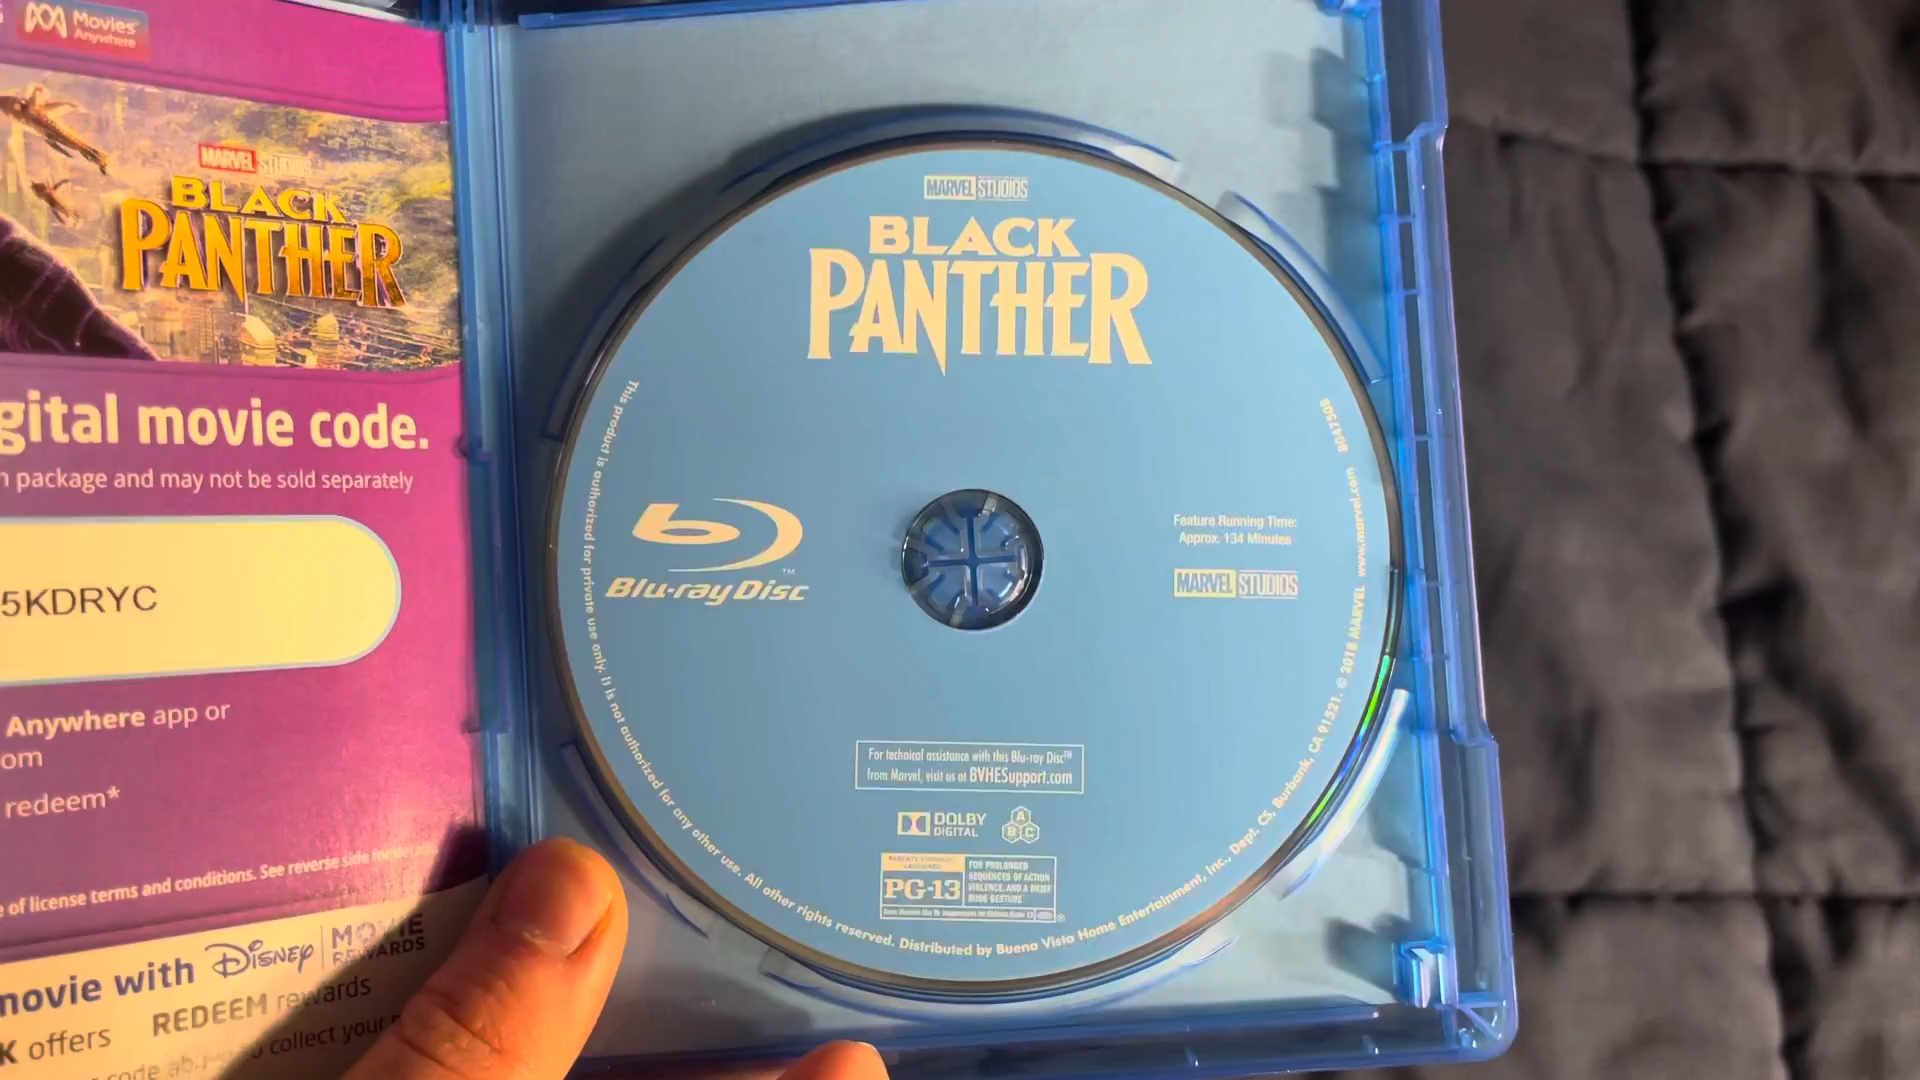 Movies
Anywhere
MARVEL STUDIOS
BLACK
PANTHER
gital movie code.
package and may not be sold separately
5KDRYC
Anywhere app or
om
redeem*
e of license terms and conditions. See reverse side
movie with Disney MOVIE
REWARDS
K offers REDEEM rewards
collect your
MARVEL STUDIOS
BLACK
PANTHER
Blu-ray Disc™
Feature Running Time:
Approx. 134 Minutes
MARVEL STUDIOS
For technical assistance with this Blu-ray Disc™
from Marvel, visit us at BVHESupport.com
DOLBY
DIGITAL
A
B C
PG-13
FOR PROLONGED
SEQUENCES OF ACTION
VIOLENCE, AND A BRIEF
RUDE GESTURE
This product is authorized for private use only. It is not authorized for any other use. All other rights reserved. Distributed by Buena Vista Home Entertainment, Inc., Dept. CS, Burbank, CA 91521. © 2018 MARVEL www.marvel.com